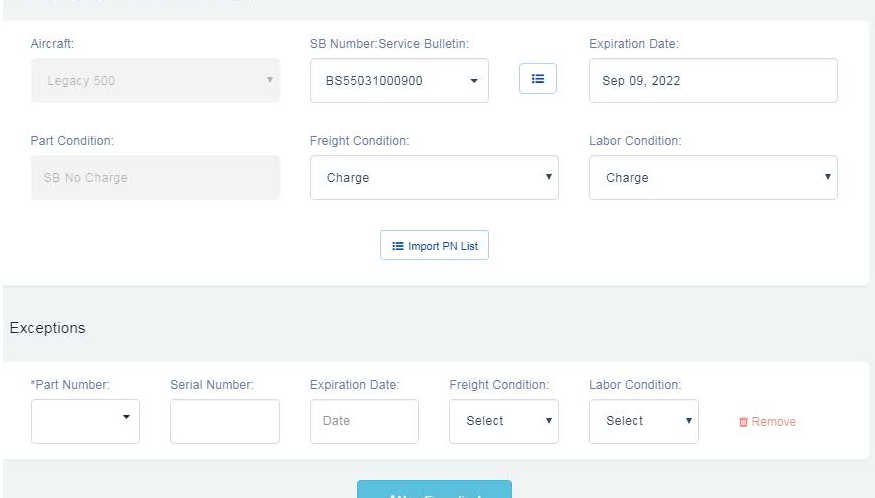 Aircraft: SB Number:Service Bulletin: Expiration Date:
Legacy 500 BS55031000900 Sep 09, 2022
Part Condition: Freight Condition: Labor Condition:
SB No Charge Charge Charge
Import PN List
Exceptions
*Part Number: Serial Number: Expiration Date: Freight Condition: Labor Condition:
Date Select Select Remove